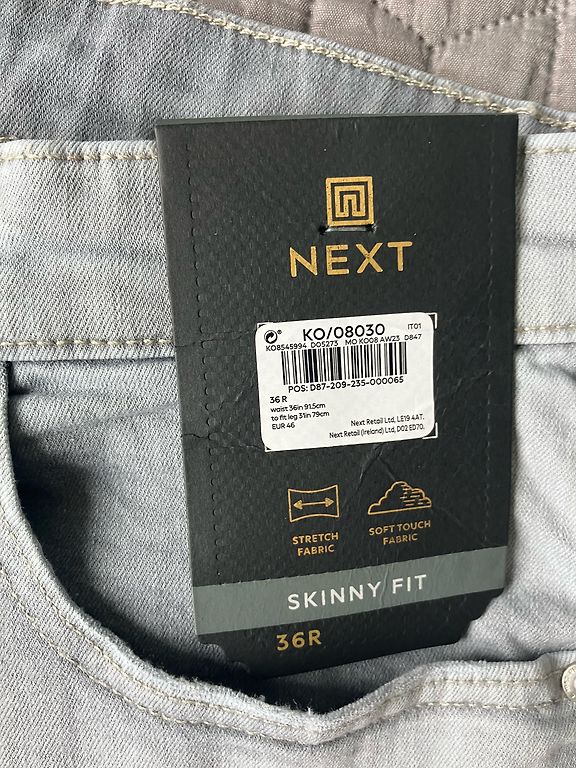 NEXT
KO/08030
IT01
KO8545994 D05273 MO KO08 AW23 D847
POS: D87-209-235-000065
36 R
waist 36in 91.5cm
to fit leg 31in 79cm
EUR 46
Next Retail Ltd, LE19 4AT.
Next Retail (Ireland) Ltd, D02 ED70.
STRETCH
FABRIC
SOFT TOUCH
FABRIC
SKINNY FIT
36R